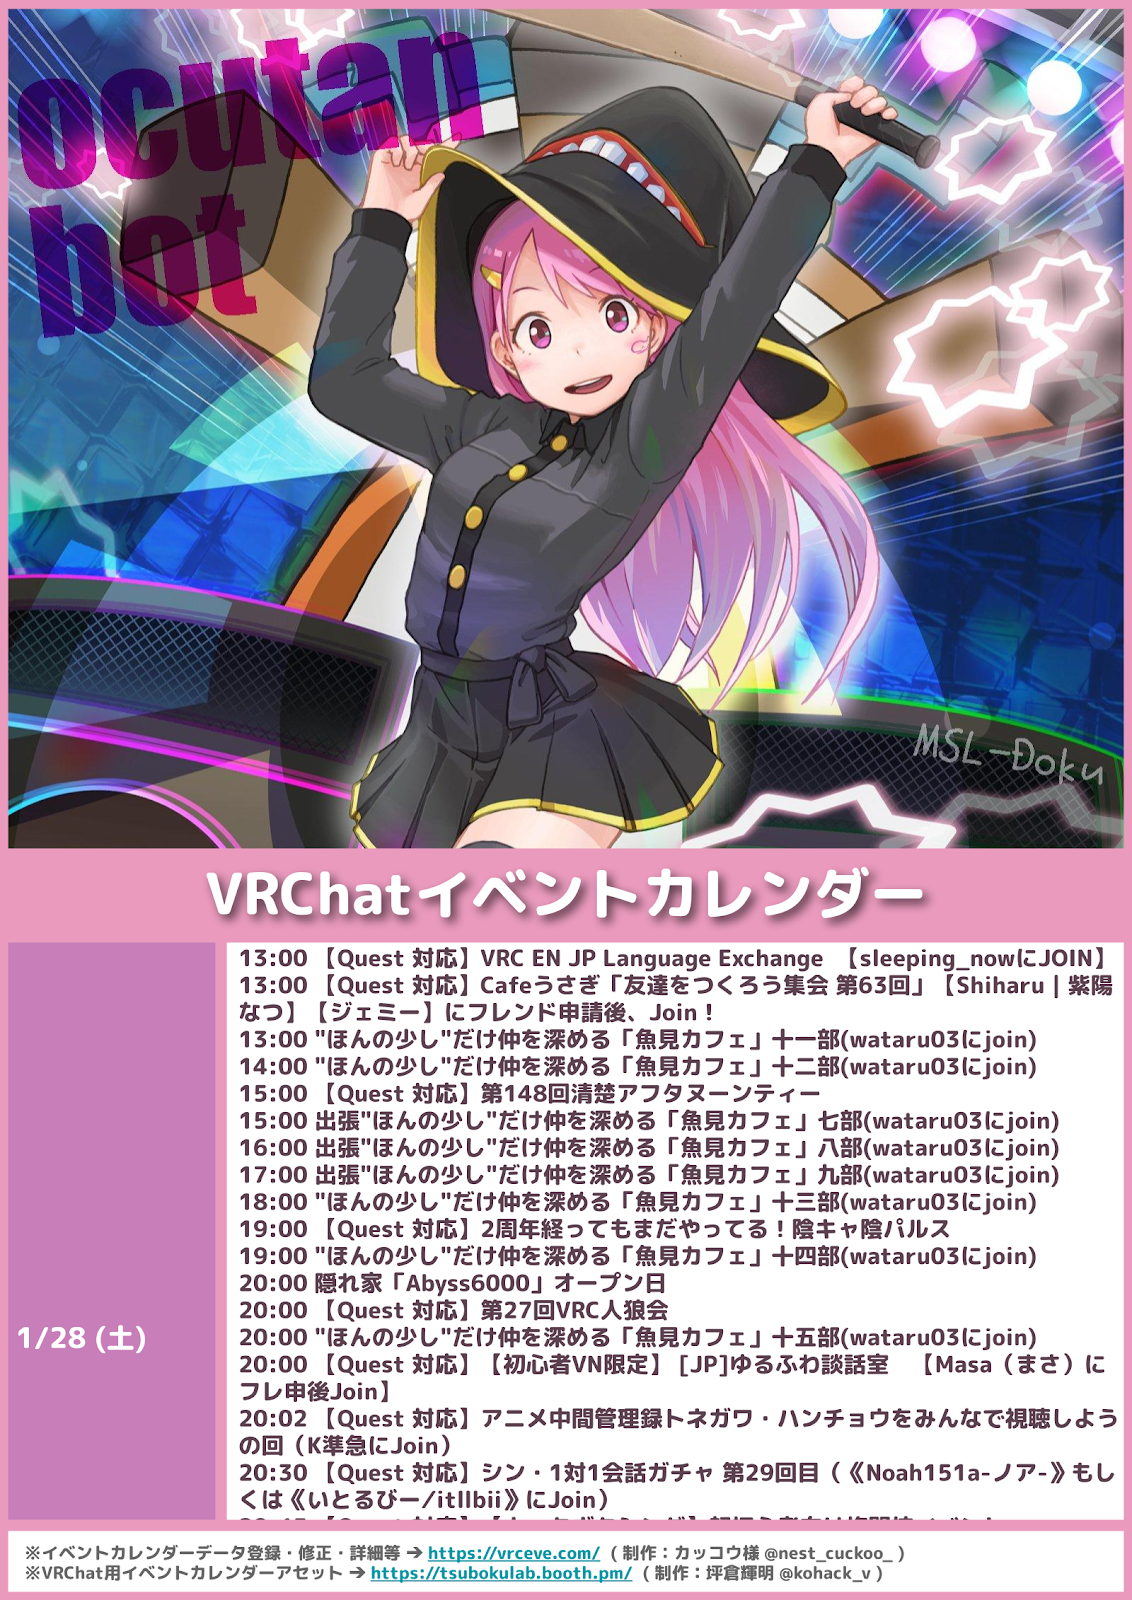 ocutan
bot
MSL-Doku
VRChatイベントカレンダー
1/28 (土)
13:00 【Quest 対応】VRC EN JP Language Exchange 【sleeping_nowにJOIN】
13:00 【Quest 対応】Cafeうさぎ「友達をつくろう集会 第63回」【Shiharu | 紫陽
なつ】【ジェミー】にフレンド申請後、Join！
13:00 "ほんの少し"だけ仲を深める「魚見カフェ」十一部(wataru03にjoin)
14:00 "ほんの少し"だけ仲を深める「魚見カフェ」十二部(wataru03にjoin)
15:00 【Quest 対応】第148回清楚アフタヌーンティー
15:00 出張"ほんの少し"だけ仲を深める「魚見カフェ」七部(wataru03にjoin)
16:00 出張"ほんの少し"だけ仲を深める「魚見カフェ」八部(wataru03にjoin)
17:00 出張"ほんの少し"だけ仲を深める「魚見カフェ」九部(wataru03にjoin)
18:00 "ほんの少し"だけ仲を深める「魚見カフェ」十三部(wataru03にjoin)
19:00 【Quest 対応】2周年経ってもまだやってる！陰キャ陰パルス
19:00 "ほんの少し"だけ仲を深める「魚見カフェ」十四部(wataru03にjoin)
20:00 隠れ家「Abyss6000」オープン日
20:00 【Quest 対応】第27回VRC人狼会
20:00 "ほんの少し"だけ仲を深める「魚見カフェ」十五部(wataru03にjoin)
20:00 【Quest 対応】【初心者VN限定】 [JP]ゆるふわ談話室　【Masa（まさ）に
フレ申後Join】
20:02 【Quest 対応】アニメ中間管理録トネガワ・ハンチョウをみんなで視聴しよう
の回（K準急にJoin）
20:30 【Quest 対応】シン・1対1会話ガチャ 第29回目（《Noah151a-ノア-》もし
くは《いとるびー/itllbii》にJoin）
※イベントカレンダーデータ登録・修正・詳細等 ➔ https://vrceve.com/ ( 制作：カッコウ様 @nest_cuckoo_ )
※VRChat用イベントカレンダーアセット ➔ https://tsubokulab.booth.pm/ ( 制作：坪倉輝明 @kohack_v )